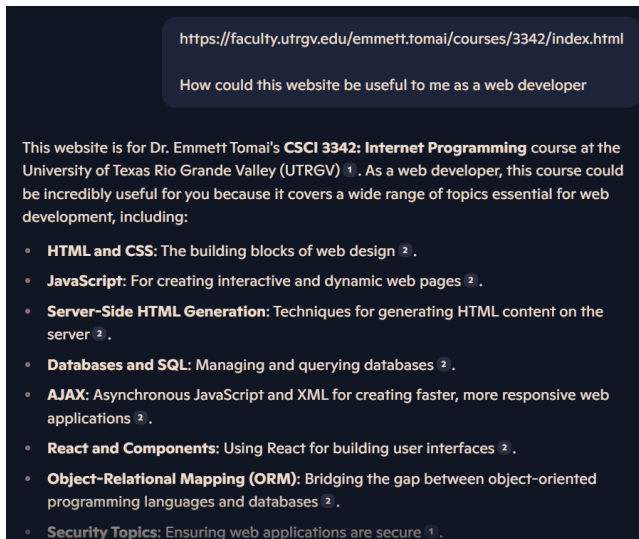 https://faculty.utrgv.edu/emmett.tomai/courses/3342/index.html
How could this website be useful to me as a web developer
This website is for Dr. Emmett Tomai's CSCI 3342: Internet Programming course at the
University of Texas Rio Grande Valley (UTRGV) 1. As a web developer, this course could
be incredibly useful for you because it covers a wide range of topics essential for web
development, including:
• HTML and CSS: The building blocks of web design 2.
• JavaScript: For creating interactive and dynamic web pages 2.
• Server-Side HTML Generation: Techniques for generating HTML content on the
server 2.
• Databases and SQL: Managing and querying databases 2.
• AJAX: Asynchronous JavaScript and XML for creating faster, more responsive web
applications 2.
• React and Components: Using React for building user interfaces 2.
• Object-Relational Mapping (ORM): Bridging the gap between object-oriented
programming languages and databases 2.
• Security Topics: Ensuring web applications are secure 1.